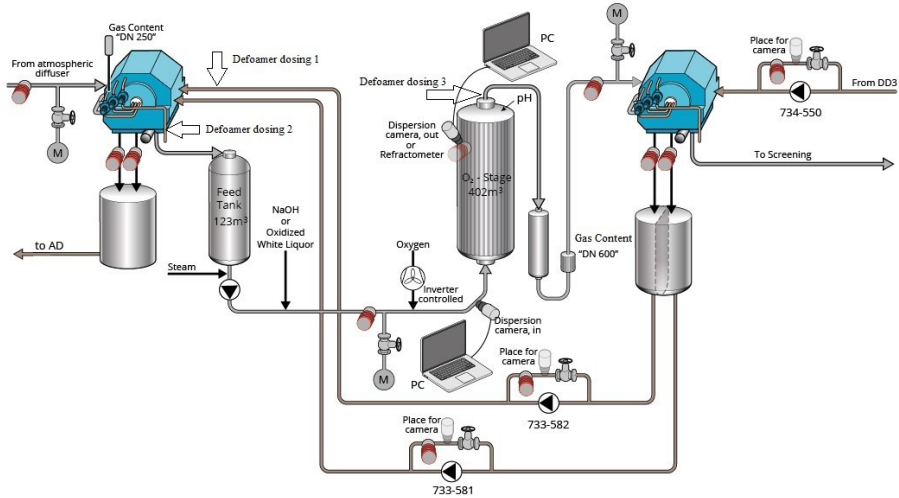 Gas Content
"DN 250"
From atmospheric
diffuser
Defoamer dosing 1
Defoamer dosing 2
M
to AD
Feed
Tank
123m³
Steam
NaOH
or
Oxidized
White Liquor
Oxygen
Inverter
controlled
M
PC
Dispersion
camera, in
PC
Defoamer dosing 3
pH
Dispersion
camera, out
or
Refractometer
O₂ - Stage
402m³
Gas Content
"DN 600"
M
Place for
camera
From DD3
734-550
To Screening
Place for
camera
733-582
Place for
camera
733-581